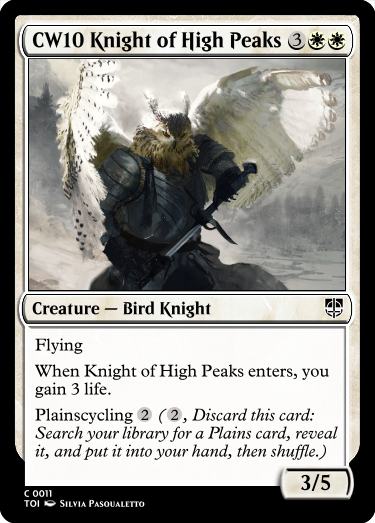 CW10 Knight of High Peaks 3
Creature — Bird Knight
Flying
When Knight of High Peaks enters, you
gain 3 life.
Plainscycling 2 (2, Discard this card:
Search your library for a Plains card, reveal
it, and put it into your hand, then shuffle.)
3/5
C 0011
TOI Silvia Pasqualetto